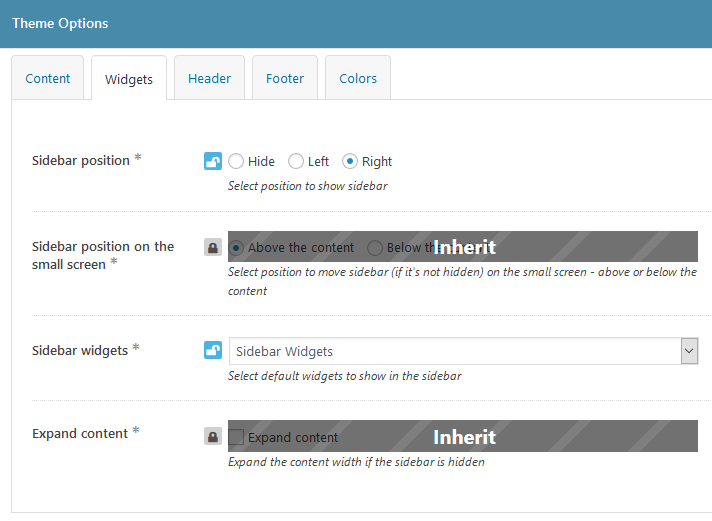 Theme Options
Content Widgets Header Footer Colors
Sidebar position * Hide Left Right
Select position to show sidebar
Sidebar position on the small screen * Above the content Below the Inherit
Select position to move sidebar (if it's not hidden) on the small screen - above or below the
content
Sidebar widgets * Sidebar Widgets
Select default widgets to show in the sidebar
Expand content * Expand content Inherit
Expand the content width if the sidebar is hidden